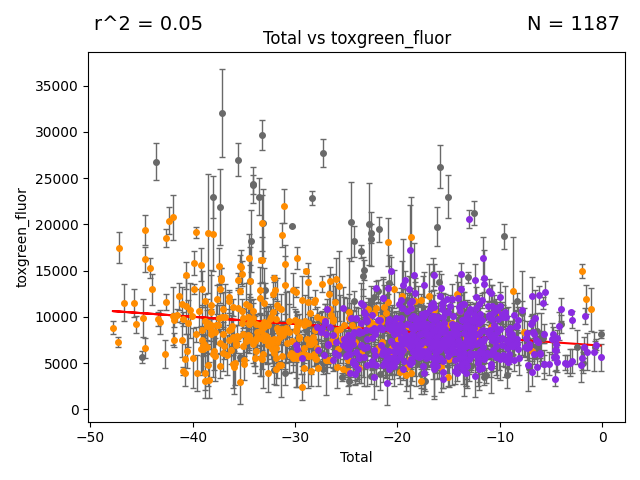 r^2 = 0.05
N = 1187
Total vs toxgreen_fluor
toxgreen_fluor
35000
30000
25000
20000
15000
10000
5000
0
−50
−40
−30
−20
−10
0
Total